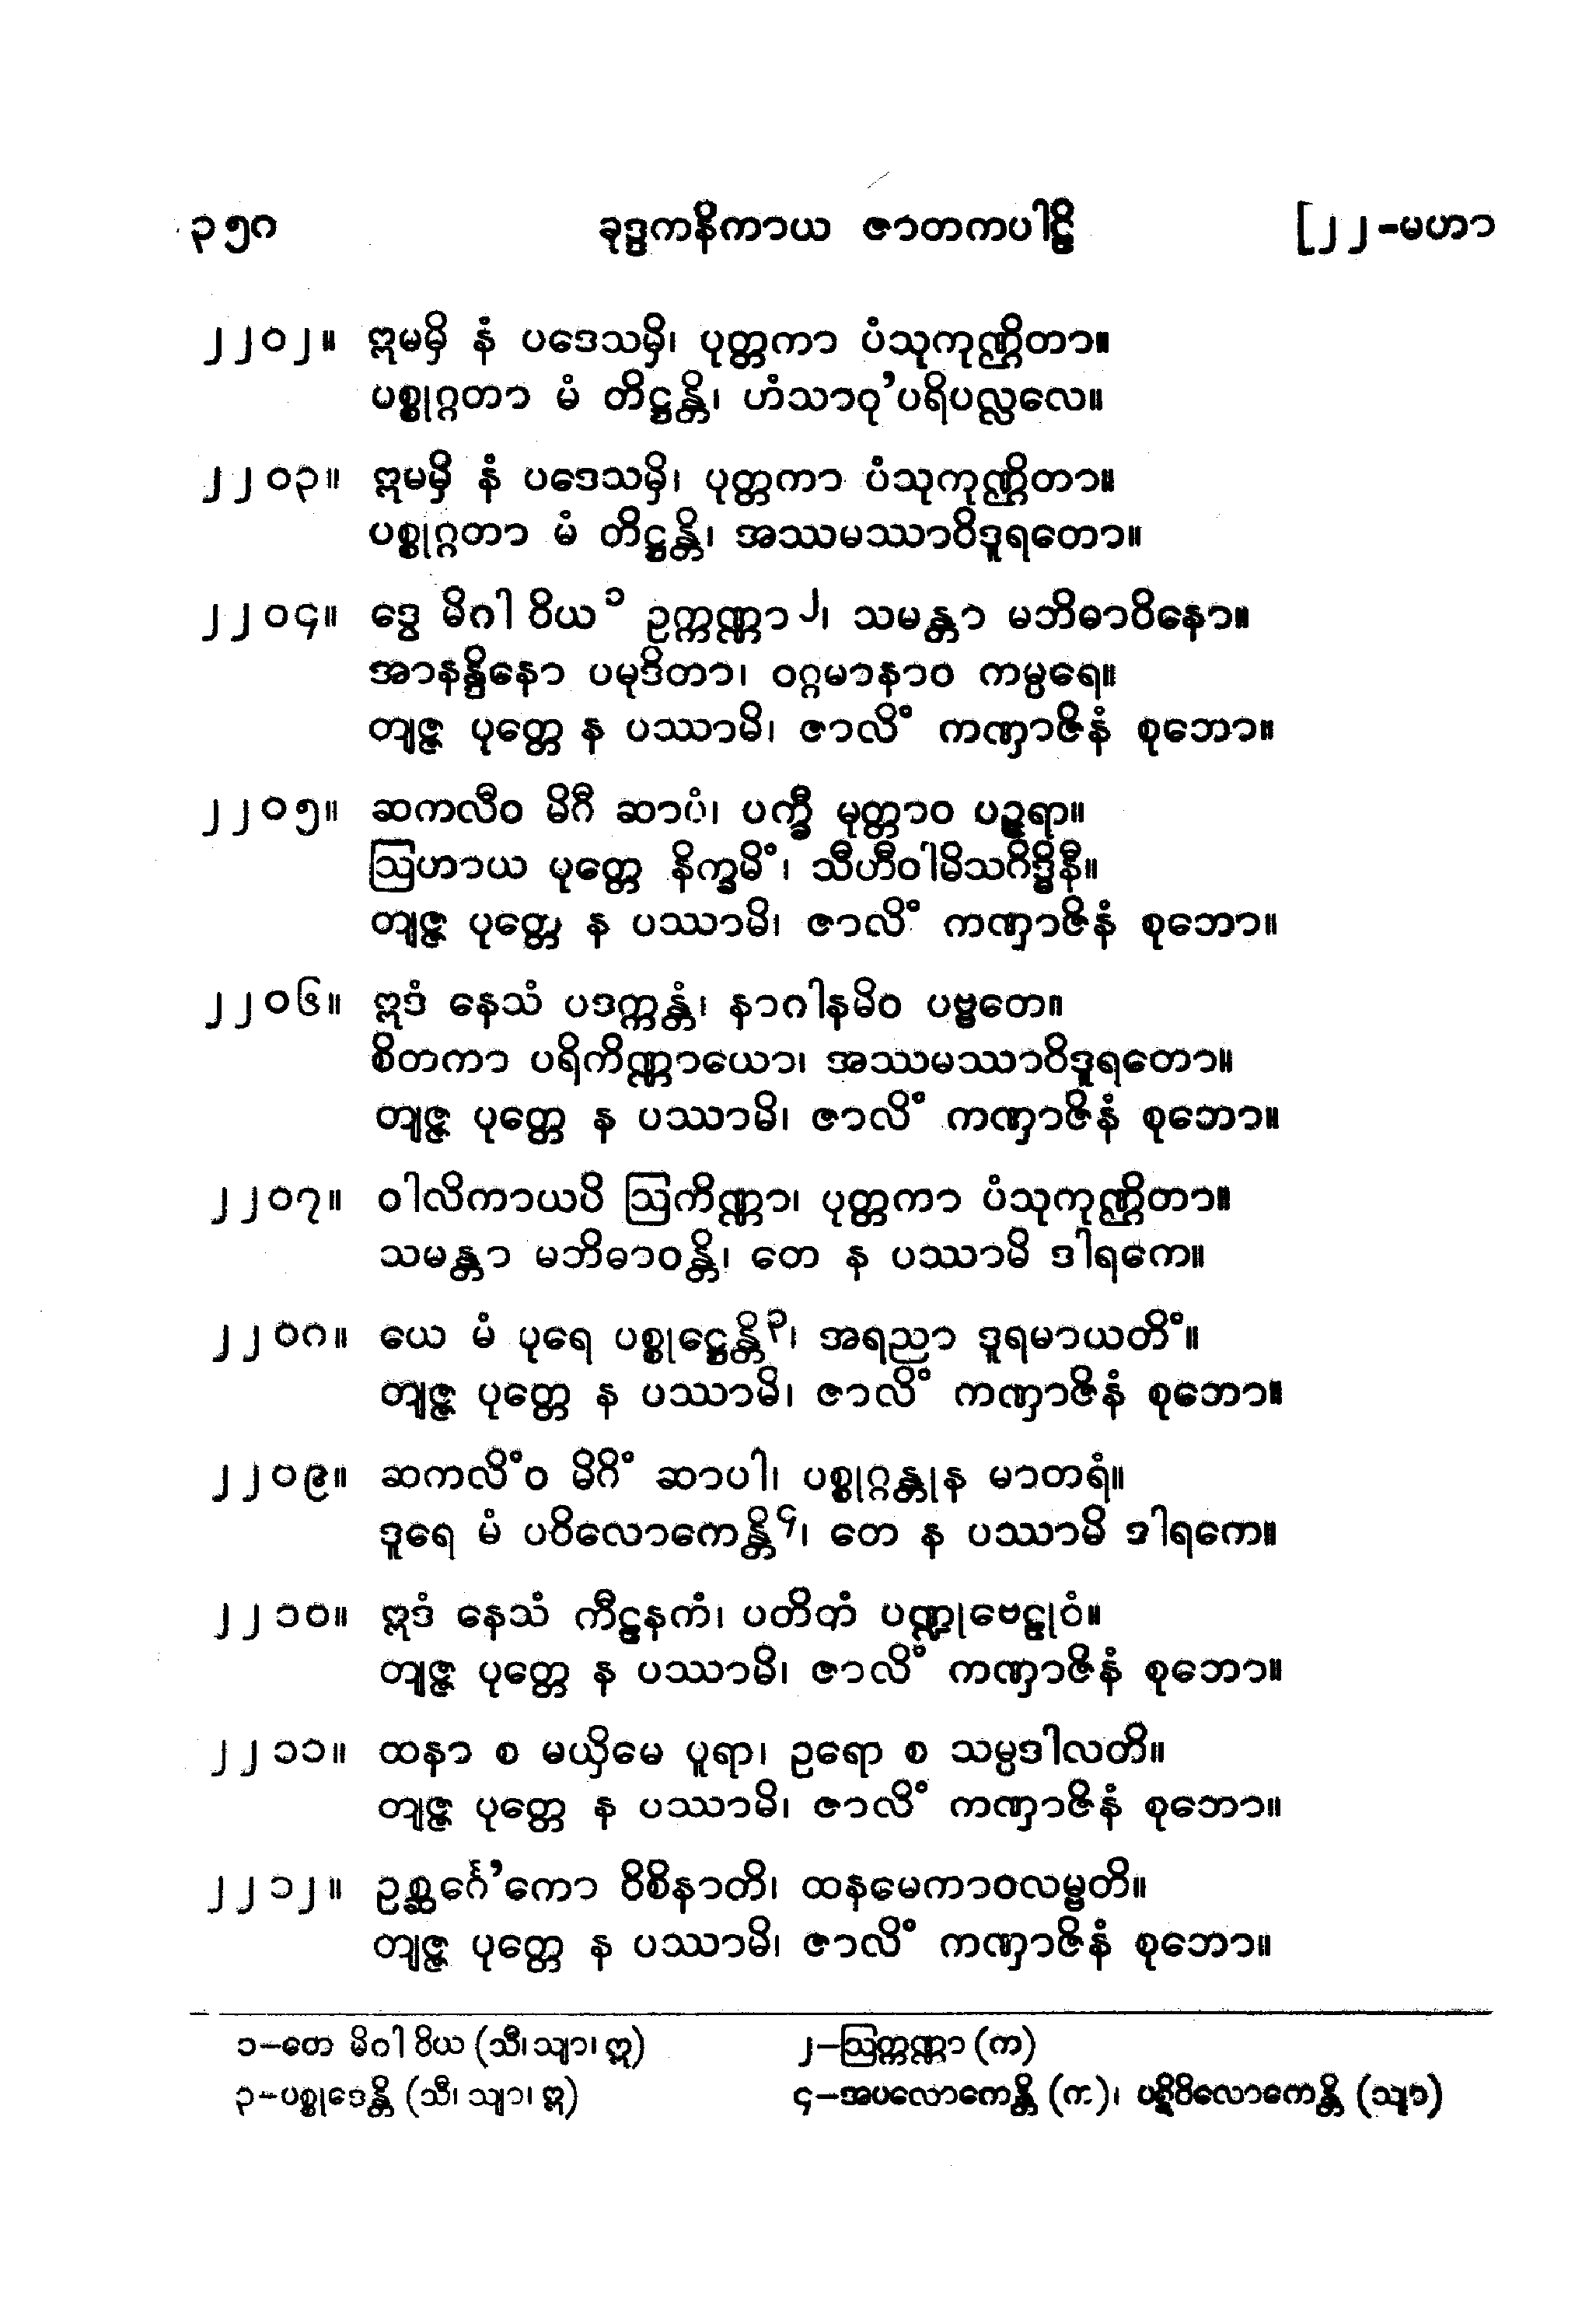 ၃၅၈ ခုဒ္ဒကနိကာယ ဇာတကပါဠိ [၂၂-မဟာ
၂၂၀၂။ ဣမမှိ နံ ပဒေသမှိ၊ ပုတ္တကာ ပံသုကုဏ္ဌိတာ။
ပစ္စုဂ္ဂတာ မံ တိဋ္ဌန္တိ၊ ဟံသာဝု’ပရိပလ္လလေ။
၂၂၀၃။ ဣမမှိ နံ ပဒေသမှိ၊ ပုတ္တကာ ပံသုကုဏ္ဌိတာ။
ပစ္စုဂ္ဂတာ မံ တိဋ္ဌန္တိ၊ အဿမဿာဝိဒူရတော။
၂၂၀၄။ ဒွေ မိဂါ ဝိယ ၁ ဥက္ကဏ္ဏာ ၂၊ သမန္တာ မဘိဓာဝိနော။
အာနန္ဒိနော ပမုဒိတာ၊ ဝဂ္ဂမာနာဝ ကမ္ပရေ။
တျဇ္ဇ ပုတ္တေ န ပဿာမိ၊ ဇာလိံ ကဏှာဇိနံ စုဘော။
၂၂၀၅။ ဆကလီဝ မိဂီ ဆာပံ၊ ပက္ခီ မုတ္တာဝ ပဉ္ဇရာ။
ဩဟာယ ပုတ္တေ နိက္ခမိံ၊ သီဟီဝါမိသဂိဒ္ဓိနီ။
တျဇ္ဇ ပုတ္တေ န ပဿာမိ၊ ဇာလိံ ကဏှာဇိနံ စုဘော။
၂၂၀၆။ ဣဒံ နေသံ ပဒက္ကန္တံ၊ နာဂါနမိဝ ပဗ္ဗတေ။
စိတကာ ပရိကိဏ္ဏာယော၊ အဿမဿာဝိဒူရတော။
တျဇ္ဇ ပုတ္တေ န ပဿာမိ၊ ဇာလိံ ကဏှာဇိနံ စုဘော။
၂၂၀၇။ ဝါလိကာယပိ ဩကိဏ္ဏာ၊ ပုတ္တကာ ပံသုကုဏ္ဌိတာ။
သမန္တာ မဘိဓာဝန္တိ၊ တေ န ပဿာမိ ဒါရကေ။
၂၂၀၈။ ယေ မံ ပုရေ ပစ္စုဋ္ဌေန္တိ ၃၊ အရညာ ဒူရမာယတိံ။
တျဇ္ဇ ပုတ္တေ န ပဿာမိ၊ ဇာလိံ ကဏှာဇိနံ စုဘော။
၂၂၀၉။ ဆကလိံဝ မိဂိံ ဆာပါ၊ ပစ္စုဂ္ဂန္တုန မာတရံ။
ဒူရေ မံ ပဝိလောကေန္တိ ၄၊ တေ န ပဿာမိ ဒါရကေ။
၂၂၁၀။ ဣဒံ နေသံ ကီဠနကံ၊ ပတိတံ ပဏ္ဍုဗေဠုဝံ။
တျဇ္ဇ ပုတ္တေ န ပဿာမိ၊ ဇာလိံ ကဏှာဇိနံ စုဘော။
၂၂၁၁။ ထနာ စ မယှိမေ ပူရာ၊ ဥရော စ သမ္ပဒါလတိ။
တျဇ္ဇ ပုတ္တေ န ပဿာမိ၊ ဇာလိံ ကဏှာဇိနံ စုဘော။
၂၂၁၂။ ဥစ္ဆင်္ဂေ’ကော ဝိစိနာတိ၊ ထနမေကာဝလမ္ဗတိ။
တျဇ္ဇ ပုတ္တေ န ပဿာမိ၊ ဇာလိံ ကဏှာဇိနံ စုဘော။
၁-တေ မိဂါ ဝိယ (သီ၊ သျာ၊ ဣ) ၂-ဩက္ကဏ္ဏာ (က)
၃-ပစ္စုဒေန္တိ (သီ၊ သျာ၊ ဣ) ၄-အပလောကေန္တိ (က)၊ ပဋိဝိလောကေန္တိ (သျာ)